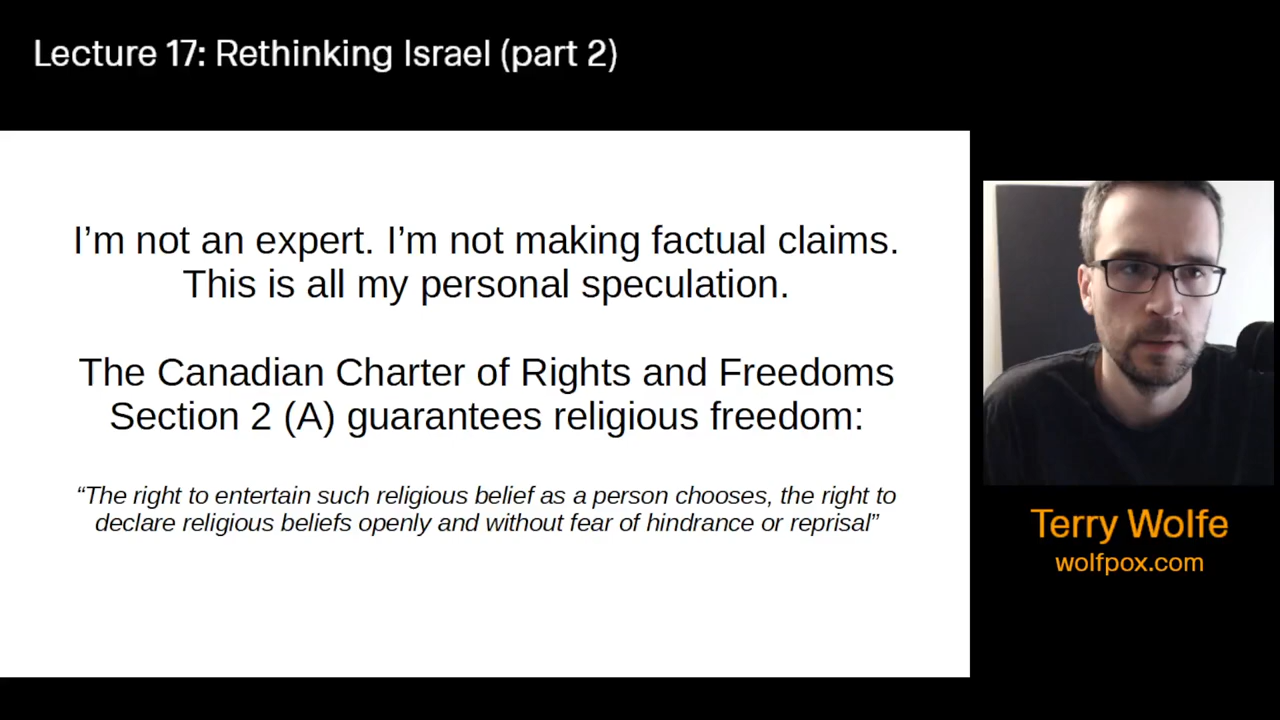 Lecture 17: Rethinking Israel (part 2)
I’m not an expert. I’m not making factual claims.
This is all my personal speculation.
The Canadian Charter of Rights and Freedoms
Section 2 (A) guarantees religious freedom:
“The right to entertain such religious belief as a person chooses, the right to
declare religious beliefs openly and without fear of hindrance or reprisal”
Terry Wolfe
wolfpox.com